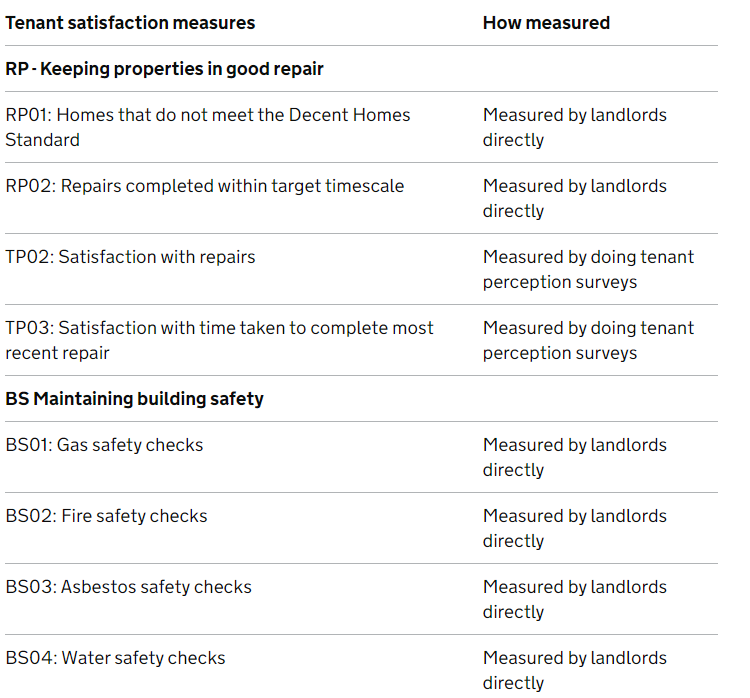 Tenant satisfaction measures How measured
RP - Keeping properties in good repair
RP01: Homes that do not meet the Decent Homes Measured by landlords
Standard directly
RP02: Repairs completed within target timescale Measured by landlords
directly
TP02: Satisfaction with repairs Measured by doing tenant
perception surveys
TP03: Satisfaction with time taken to complete most Measured by doing tenant
recent repair perception surveys
BS Maintaining building safety
BS01: Gas safety checks Measured by landlords
directly
BS02: Fire safety checks Measured by landlords
directly
BS03: Asbestos safety checks Measured by landlords
directly
BS04: Water safety checks Measured by landlords
directly